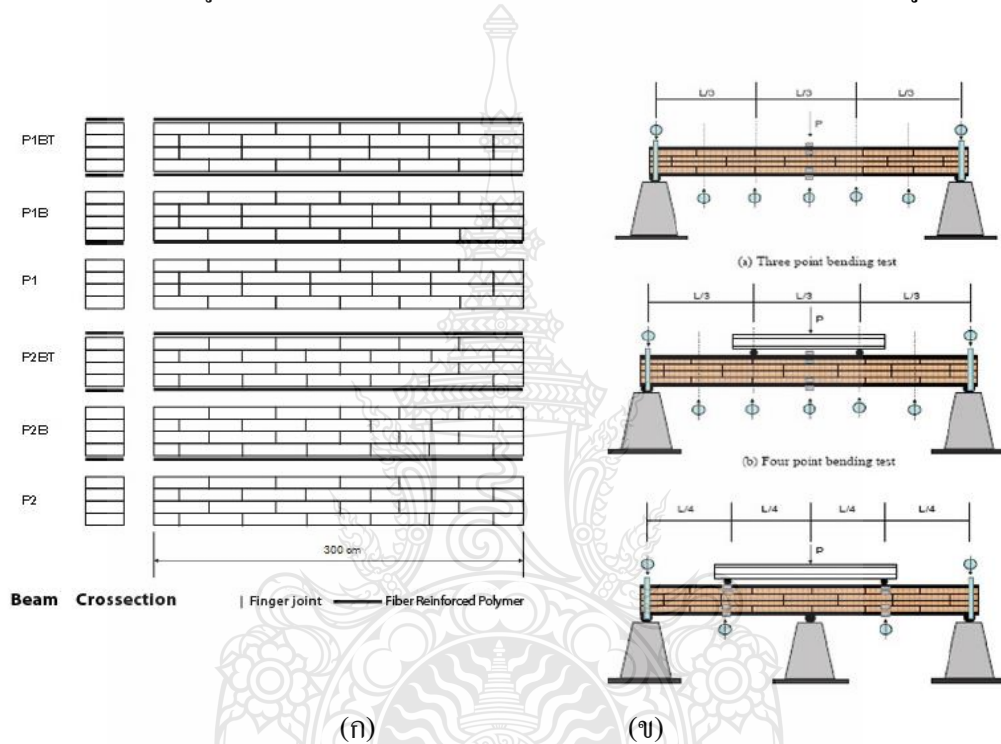 P1BT
P1B
P1
P2BT
P2B
P2
300 cm
Beam Crossection | Finger joint Fiber Reinforced Polymer
(ก)
L/3 L/3 L/3
P
(a) Three point bending test
L/3 L/3 L/3
P
(b) Four point bending test
L/4 L/4 L/4 L/4
P
(ข)